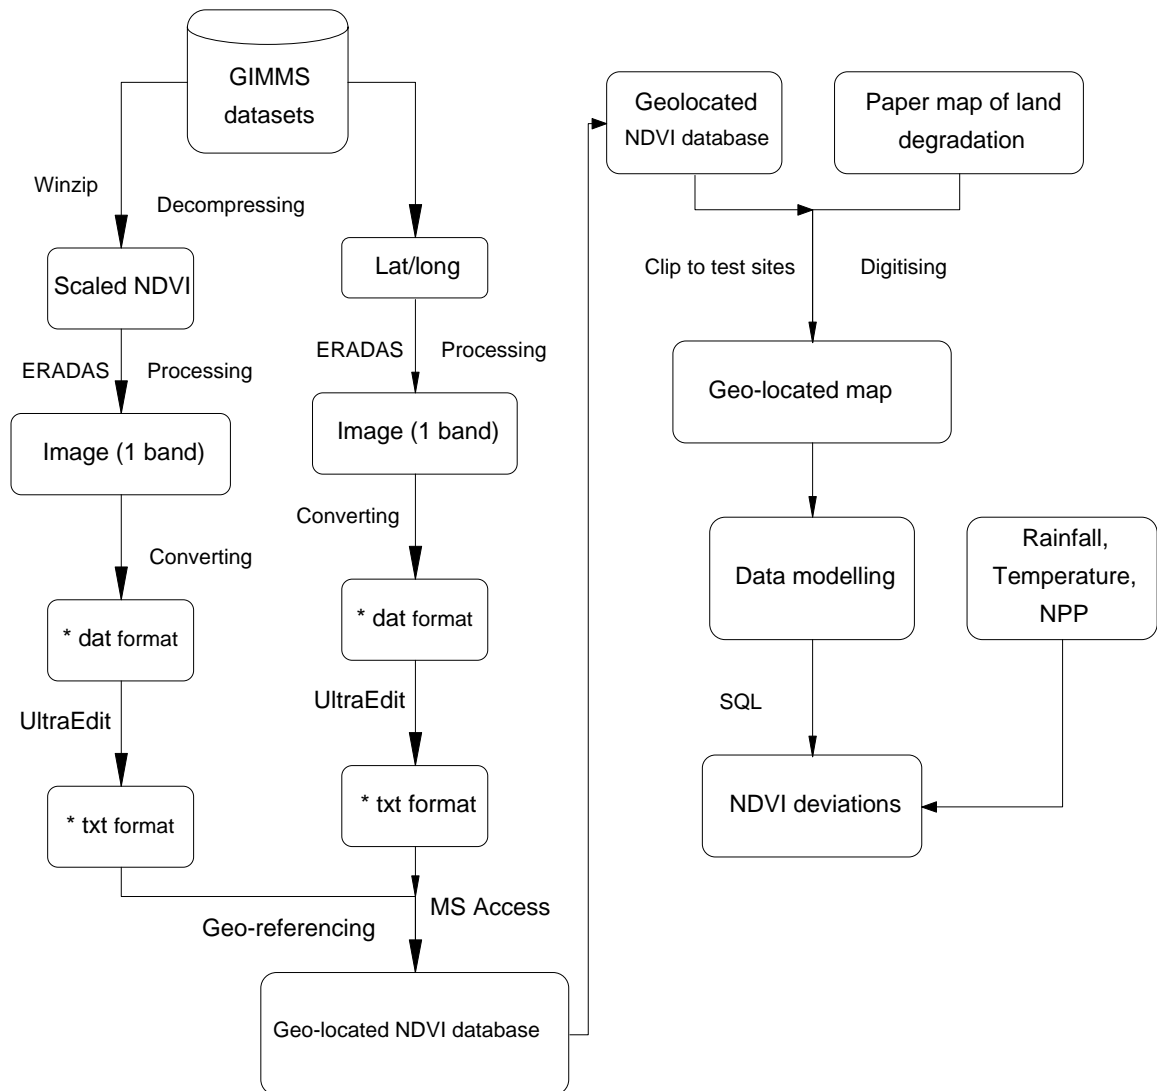 GIMMS
datasets
Winzip
Decompressing
Scaled NDVI
Lat/long
ERADAS
Processing
ERADAS
Processing
Image (1 band)
Image (1 band)
Converting
Converting
* dat format
* dat format
UltraEdit
UltraEdit
* txt format
* txt format
Geo-referencing
MS Access
Geo-located NDVI database
Geolocated
NDVI database
Paper map of land
degradation
Clip to test sites
Digitising
Geo-located map
Data modelling
Rainfall,
Temperature,
NPP
SQL
NDVI deviations